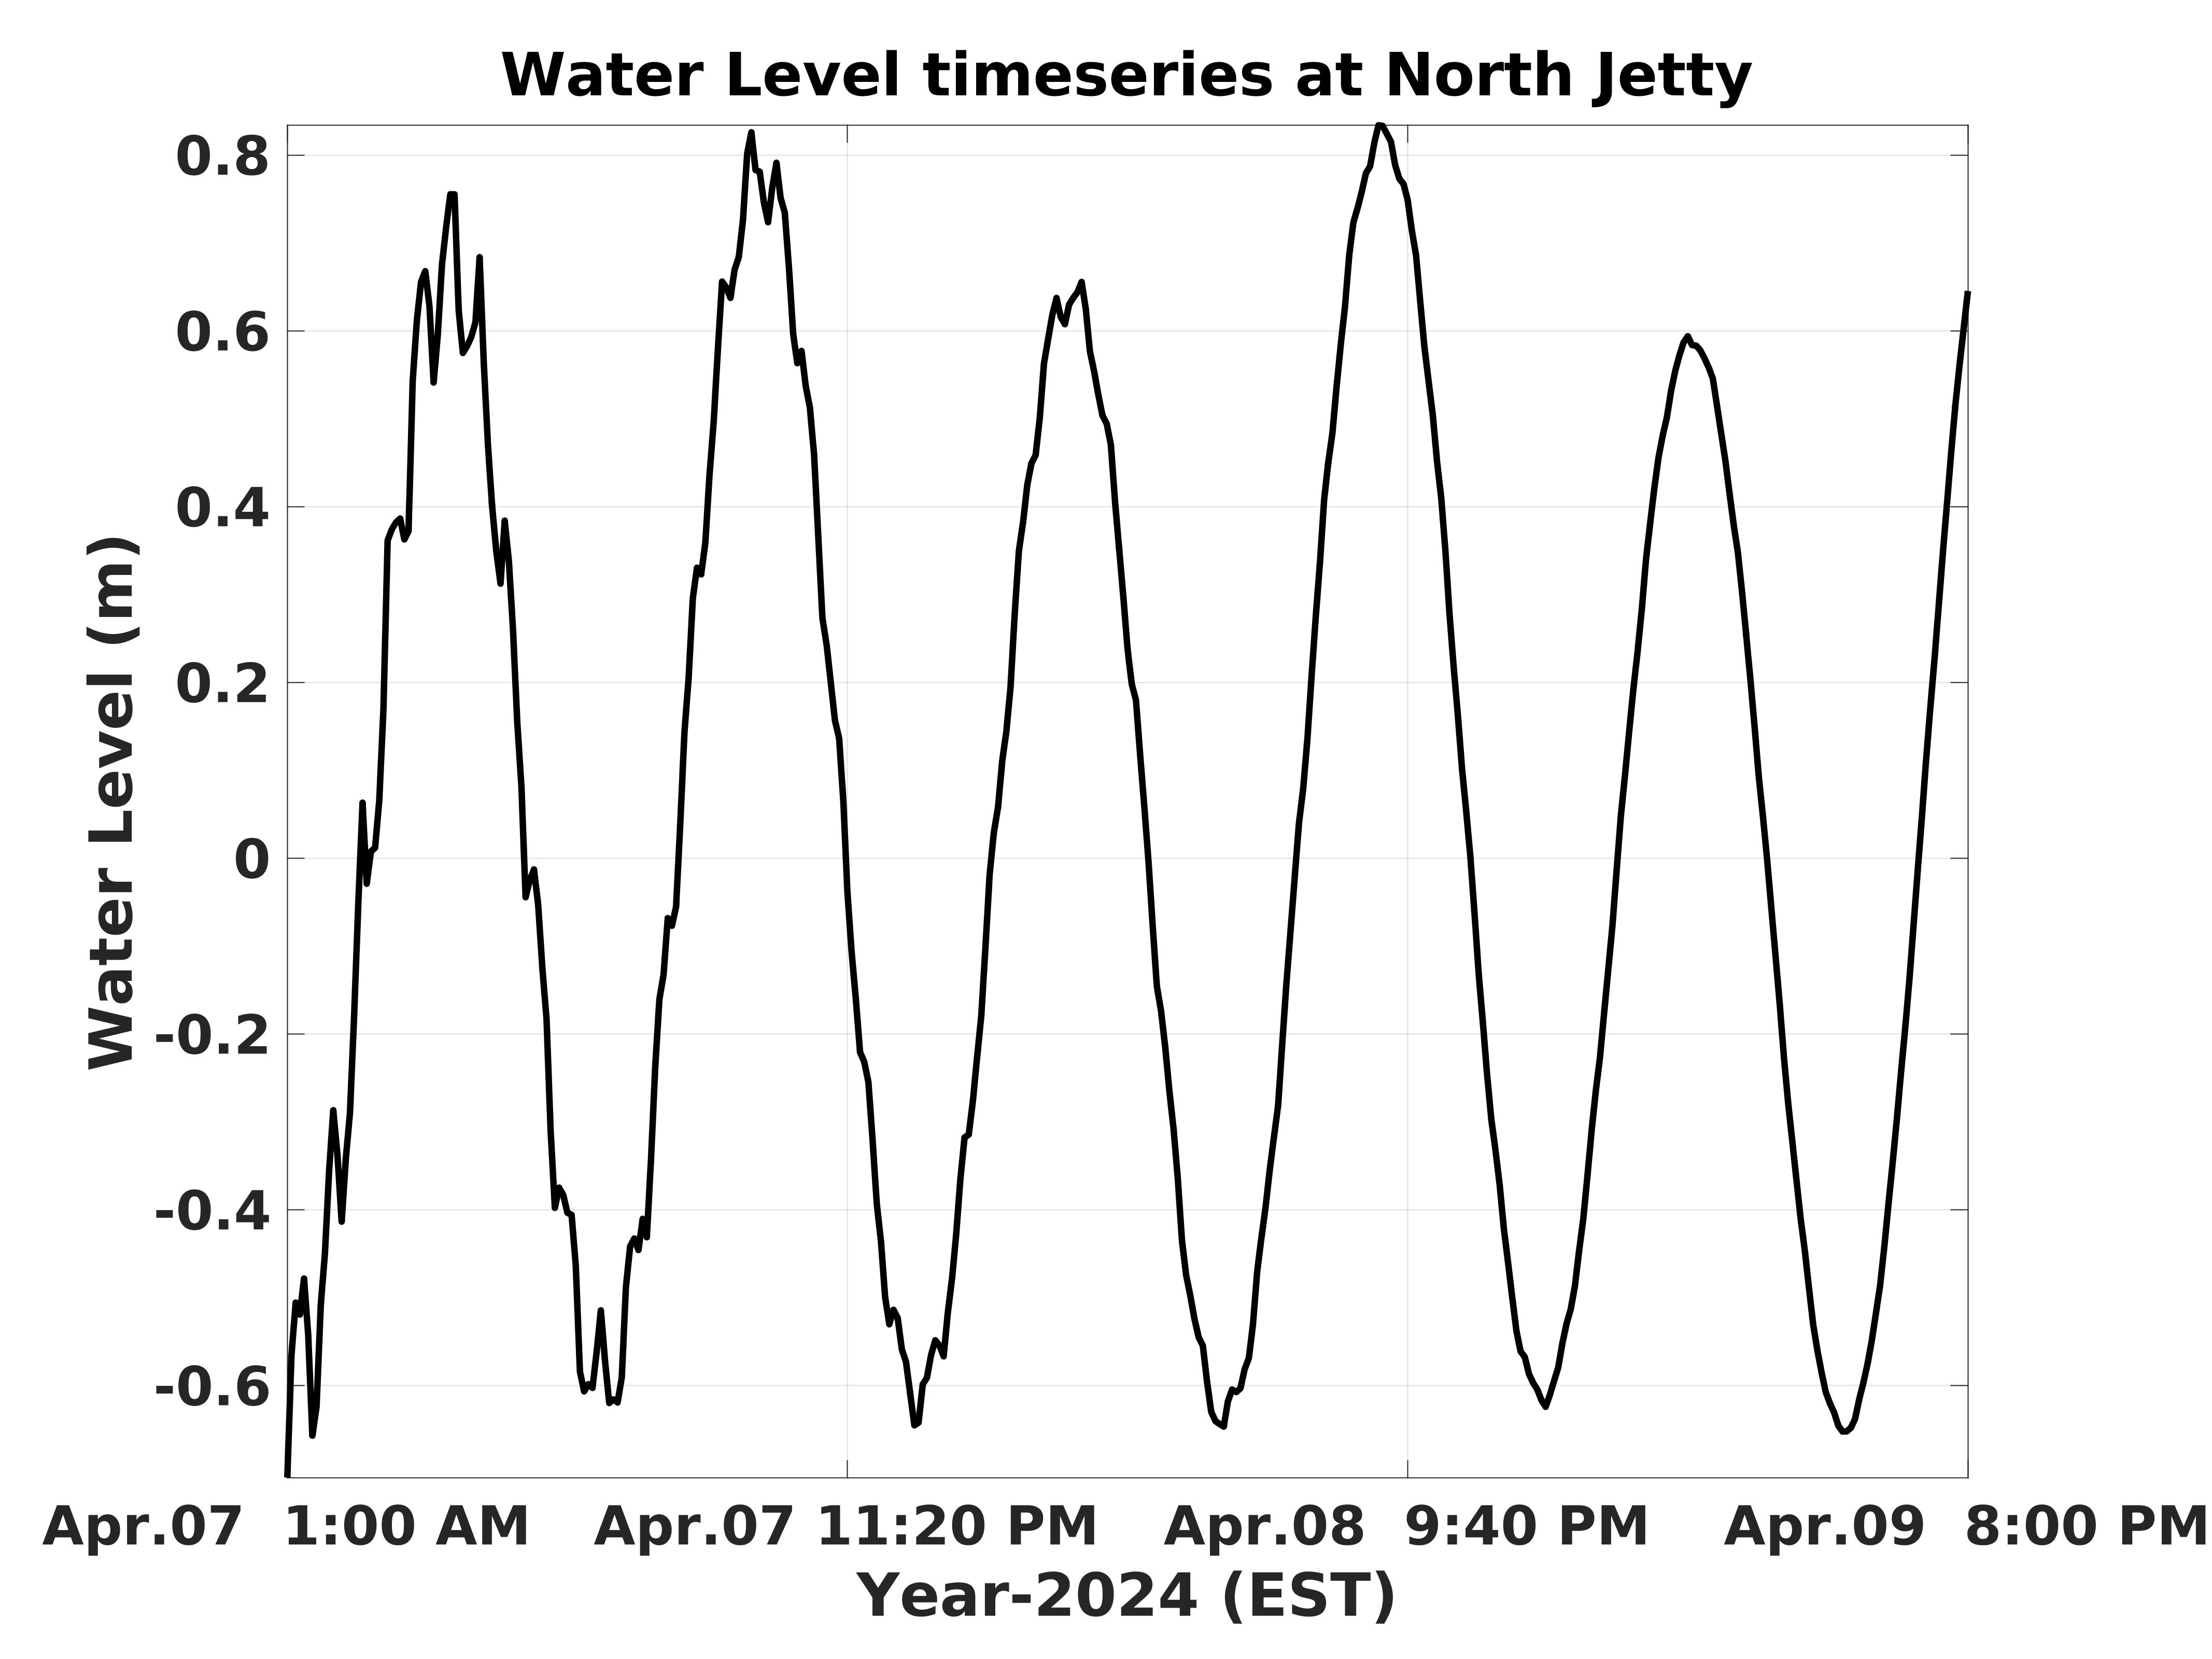 Water Level timeseries at North Jetty
0.8
0.6
0.4
0.2
0
-0.2
-0.4
-0.6
Water Level (m)
Apr.07 1:00 AM Apr.07 11:20 PM Apr.08 9:40 PM Apr.09 8:00 PM
Year-2024 (EST)